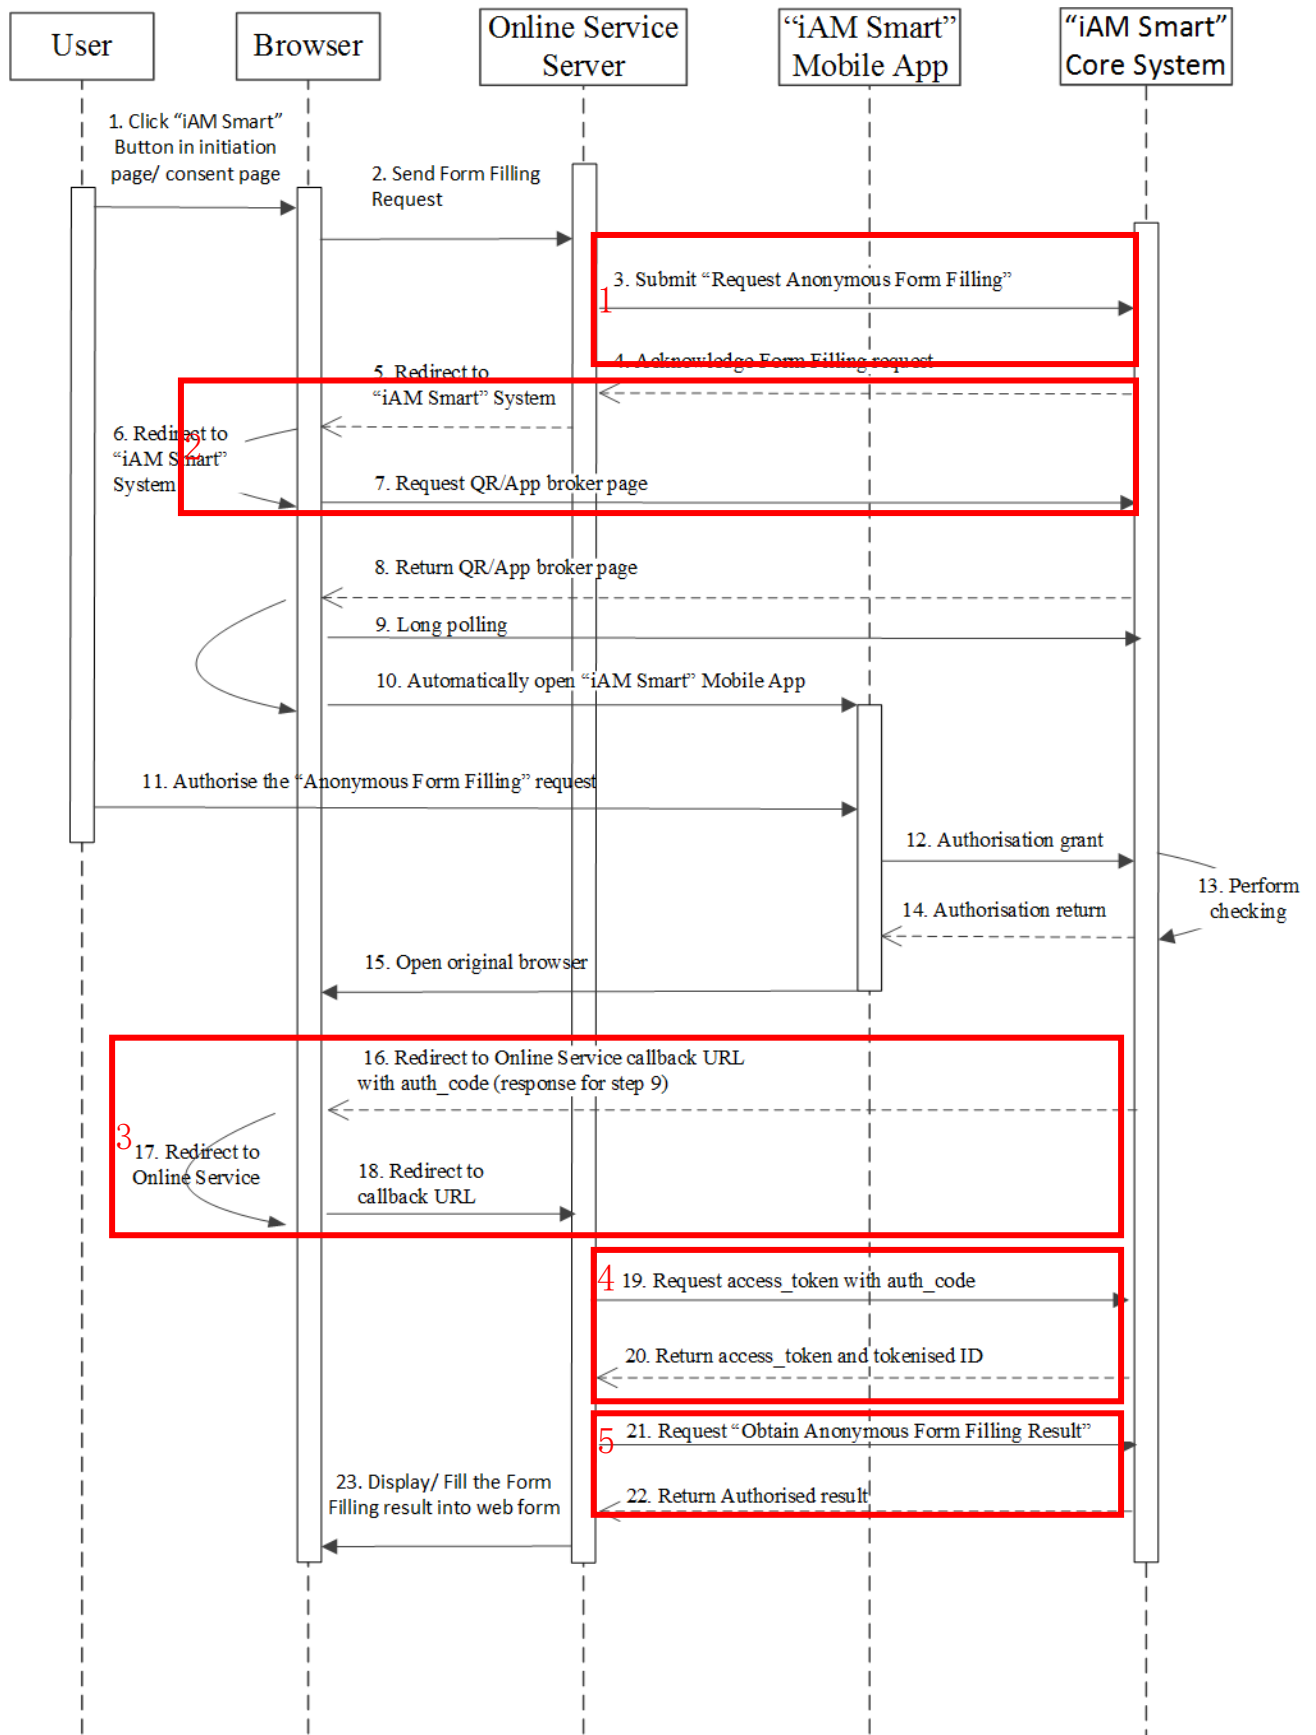 User
Browser
Online Service
Server
“iAM Smart”
Mobile App
“iAM Smart”
Core System
1. Click “iAM Smart”
Button in initiation
page/ consent page
2. Send Form Filling
Request
3. Submit “Request Anonymous Form Filling”
1
4. Acknowledge Form Filling request
5. Redirect to
“iAM Smart” System
2
6. Redirect to
“iAM Smart”
System
7. Request QR/App broker page
8. Return QR/App broker page
9. Long polling
10. Automatically open “iAM Smart” Mobile App
11. Authorise the “Anonymous Form Filling” request
12. Authorisation grant
13. Perform
checking
14. Authorisation return
15. Open original browser
16. Redirect to Online Service callback URL
with auth_code (response for step 9)
3
17. Redirect to
Online Service
18. Redirect to
callback URL
4
19. Request access_token with auth_code
20. Return access_token and tokenised ID
5
21. Request “Obtain Anonymous Form Filling Result”
22. Return Authorised result
23. Display/ Fill the Form
Filling result into web form